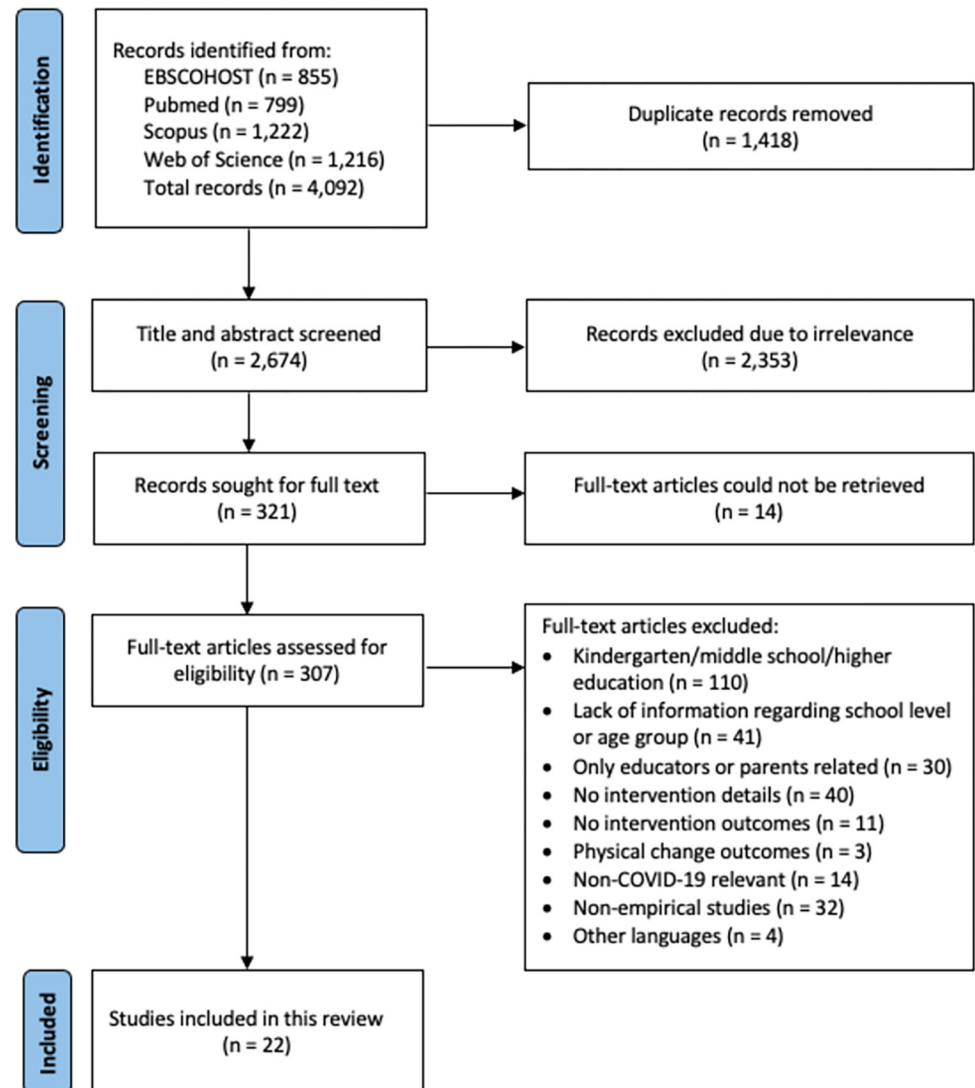 Identification
Records identified from:
EBSCOHOST (n = 855)
Pubmed (n = 799)
Scopus (n = 1,222)
Web of Science (n = 1,216)
Total records (n = 4,092)
Duplicate records removed
(n = 1,418)
Screening
Title and abstract screened
(n = 2,674)
Records excluded due to irrelevance
(n = 2,353)
Records sought for full text
(n = 321)
Full-text articles could not be retrieved
(n = 14)
Eligibility
Full-text articles assessed for
eligibility (n = 307)
Full-text articles excluded:
• Kindergarten/middle school/higher
education (n = 110)
• Lack of information regarding school level
or age group (n = 41)
• Only educators or parents related (n = 30)
• No intervention details (n = 40)
• No intervention outcomes (n = 11)
• Physical change outcomes (n = 3)
• Non-COVID-19 relevant (n = 14)
• Non-empirical studies (n = 32)
• Other languages (n = 4)
Included
Studies included in this review
(n = 22)